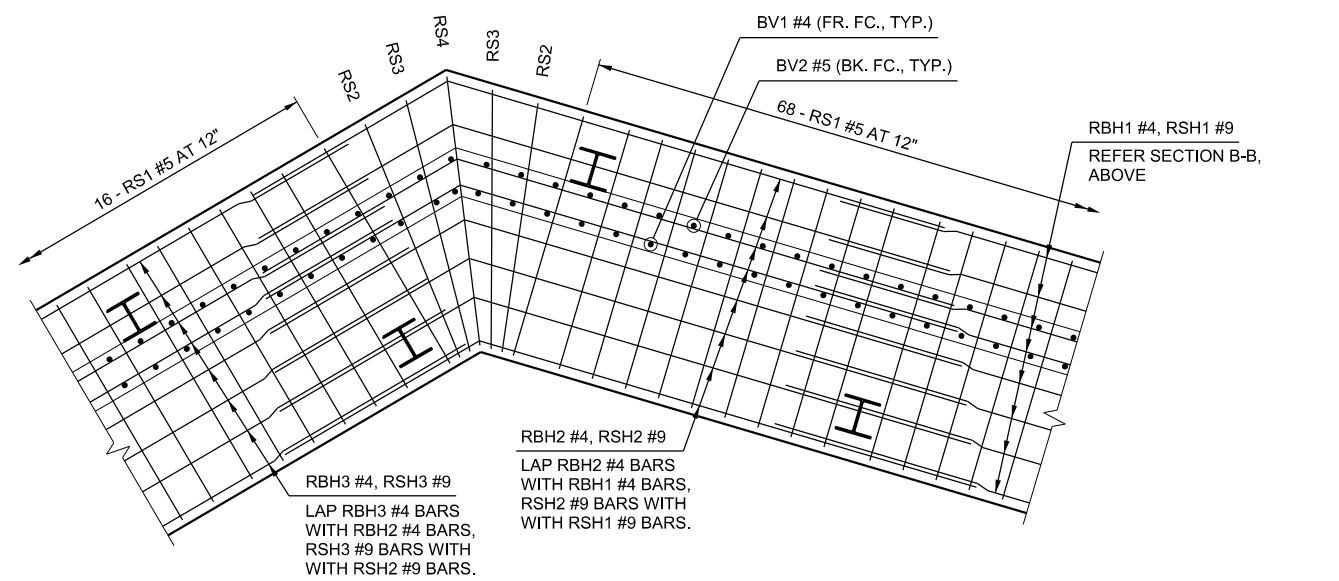 BV1 #4 (FR. FC., TYP.)
BV2 #5 (BK. FC., TYP.)
RS4
RS3
RS3
RS2
RS2
68 - RS1 #5 AT 12"
16 - RS1 #5 AT 12"
RBH1 #4, RSH1 #9
REFER SECTION B-B,
ABOVE
RBH2 #4, RSH2 #9
LAP RBH2 #4 BARS
WITH RBH1 #4 BARS,
RSH2 #9 BARS WITH
WITH RSH1 #9 BARS.
RBH3 #4, RSH3 #9
LAP RBH3 #4 BARS
WITH RBH2 #4 BARS,
RSH3 #9 BARS WITH
WITH RSH2 #9 BARS.